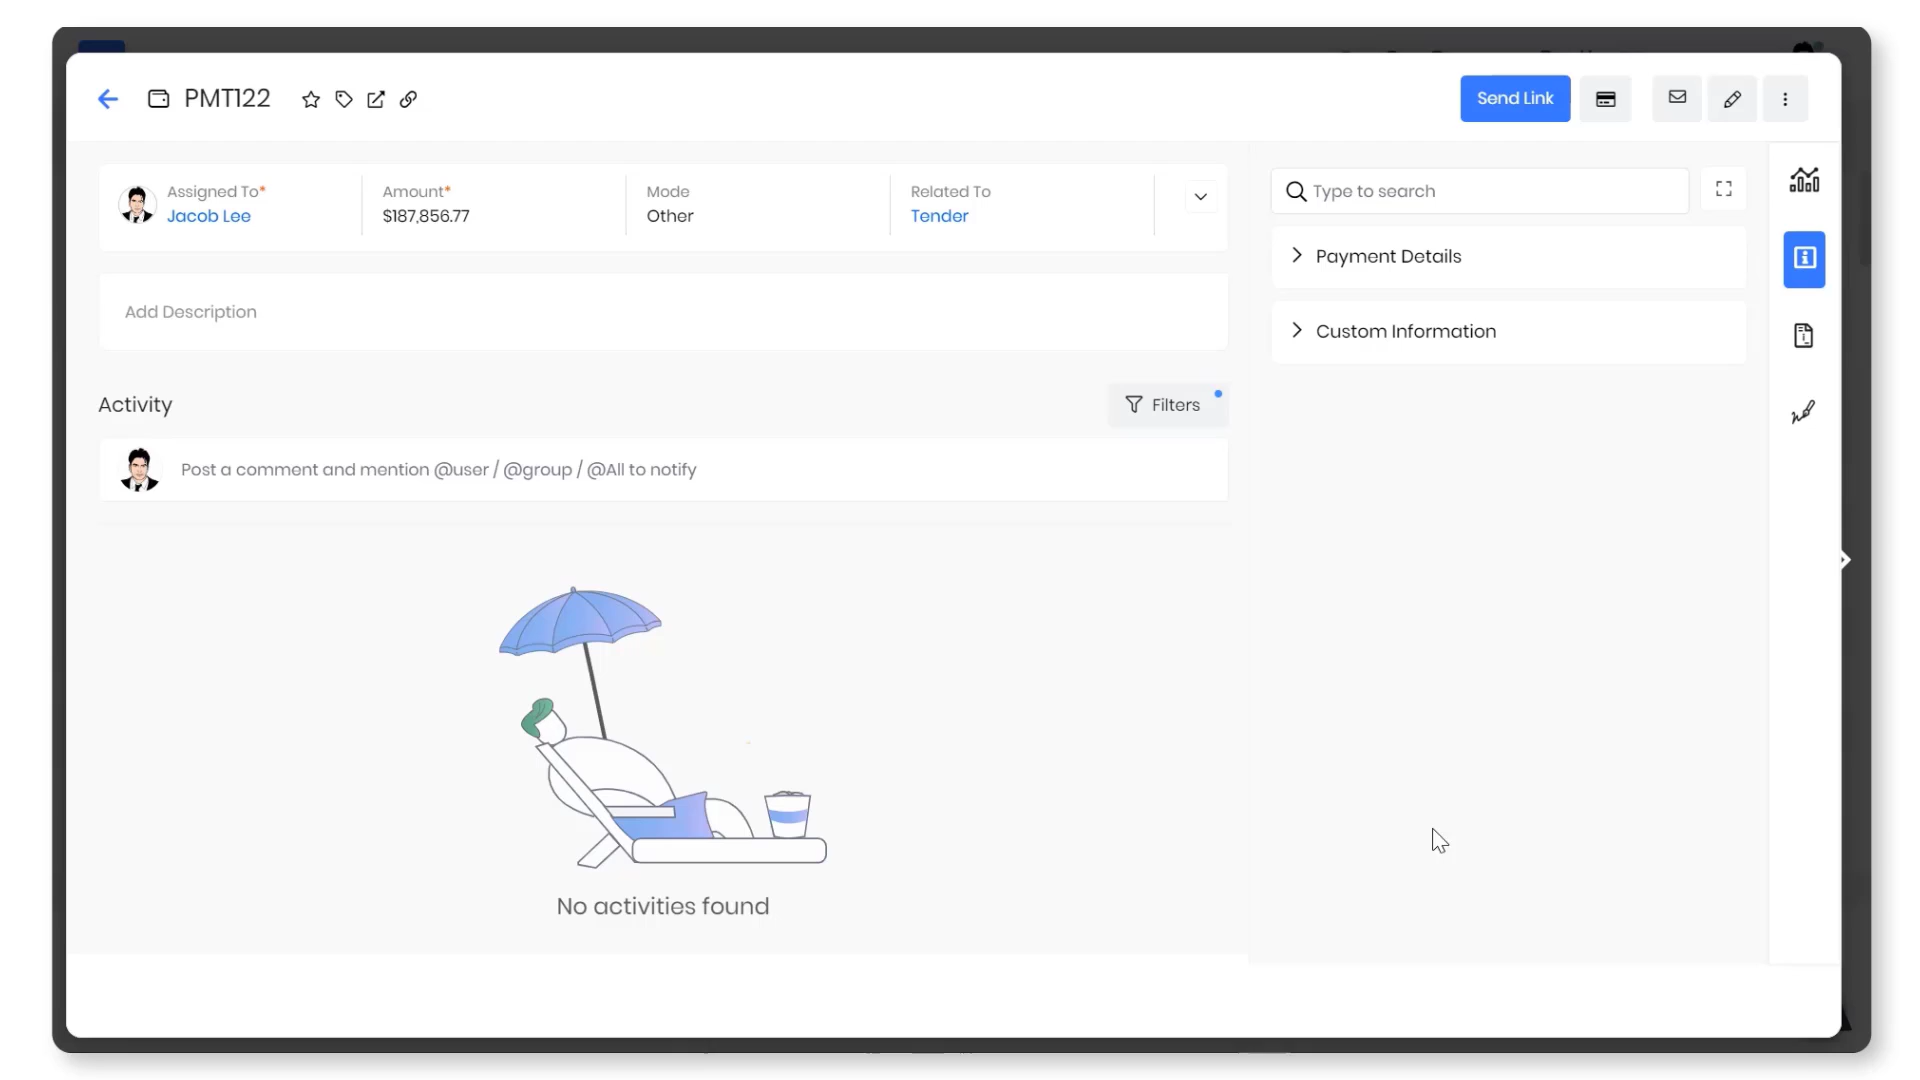 PMT122
Send Link
Assigned To*
Jacob Lee
Amount*
$187,856.77
Mode
Other
Related To
Tender
Type to search
Payment Details
Custom Information
Add Description
Activity
Filters
Post a comment and mention @user / @group / @All to notify
No activities found